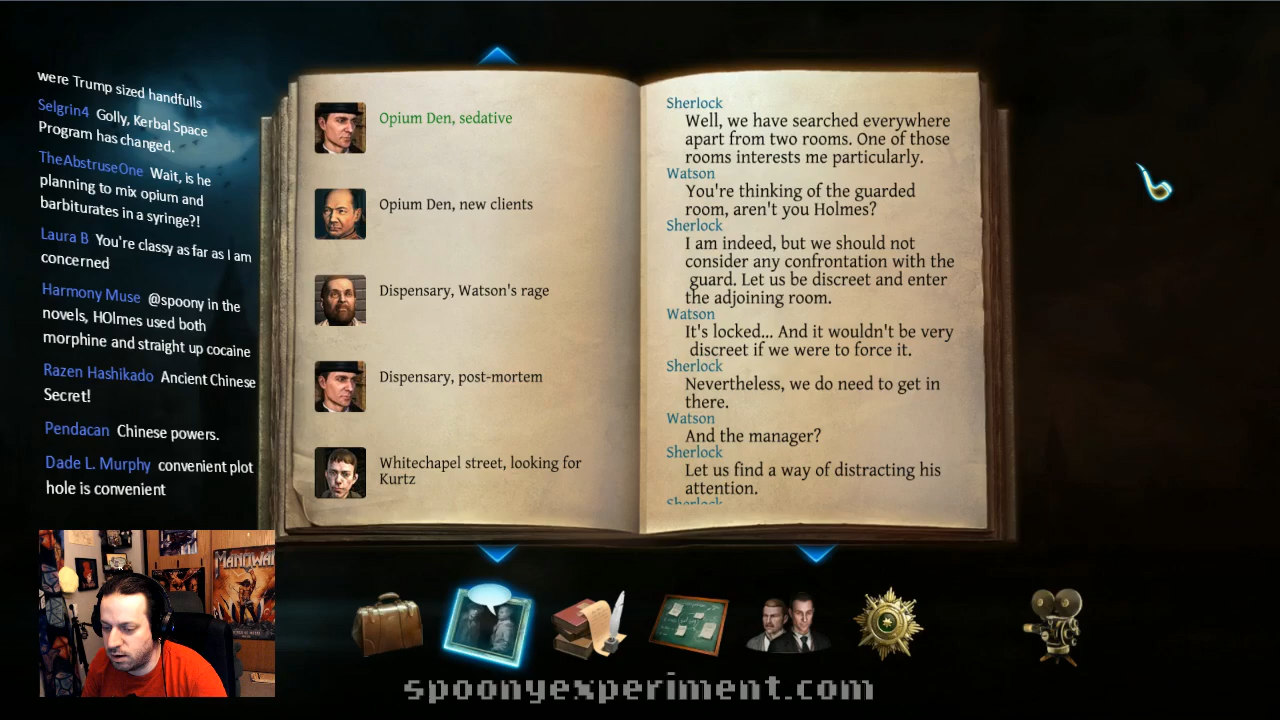 were Trump sized handfulls
Selgrin4 Golly, Kerbal Space
Program has changed.
TheAbstruseOne Wait, is he
planning to mix opium and
barbiturates in a syringe?!
Laura B You're classy as far as I am
concerned
Harmony Muse @spoony in the
novels, HOlmes used both
morphine and straight up cocaine
Razen Hashikado Ancient Chinese
Secret!
Pendacan Chinese powers.
Dade L. Murphy convenient plot
hole is convenient
MANOWAR
Opium Den, sedative
Opium Den, new clients
Dispensary, Watson's rage
Dispensary, post-mortem
Whitechapel street, looking for
Kurtz
Sherlock
Well, we have searched everywhere
apart from two rooms. One of those
rooms interests me particularly.
Watson
You're thinking of the guarded
room, aren't you Holmes?
Sherlock
I am indeed, but we should not
consider any confrontation with the
guard. Let us be discreet and enter
the adjoining room.
Watson
It's locked... And it wouldn't be very
discreet if we were to force it.
Sherlock
Nevertheless, we do need to get in
there.
Watson
And the manager?
Sherlock
Let us find a way of distracting his
attention.
Sherlock
spoonyexperiment.com